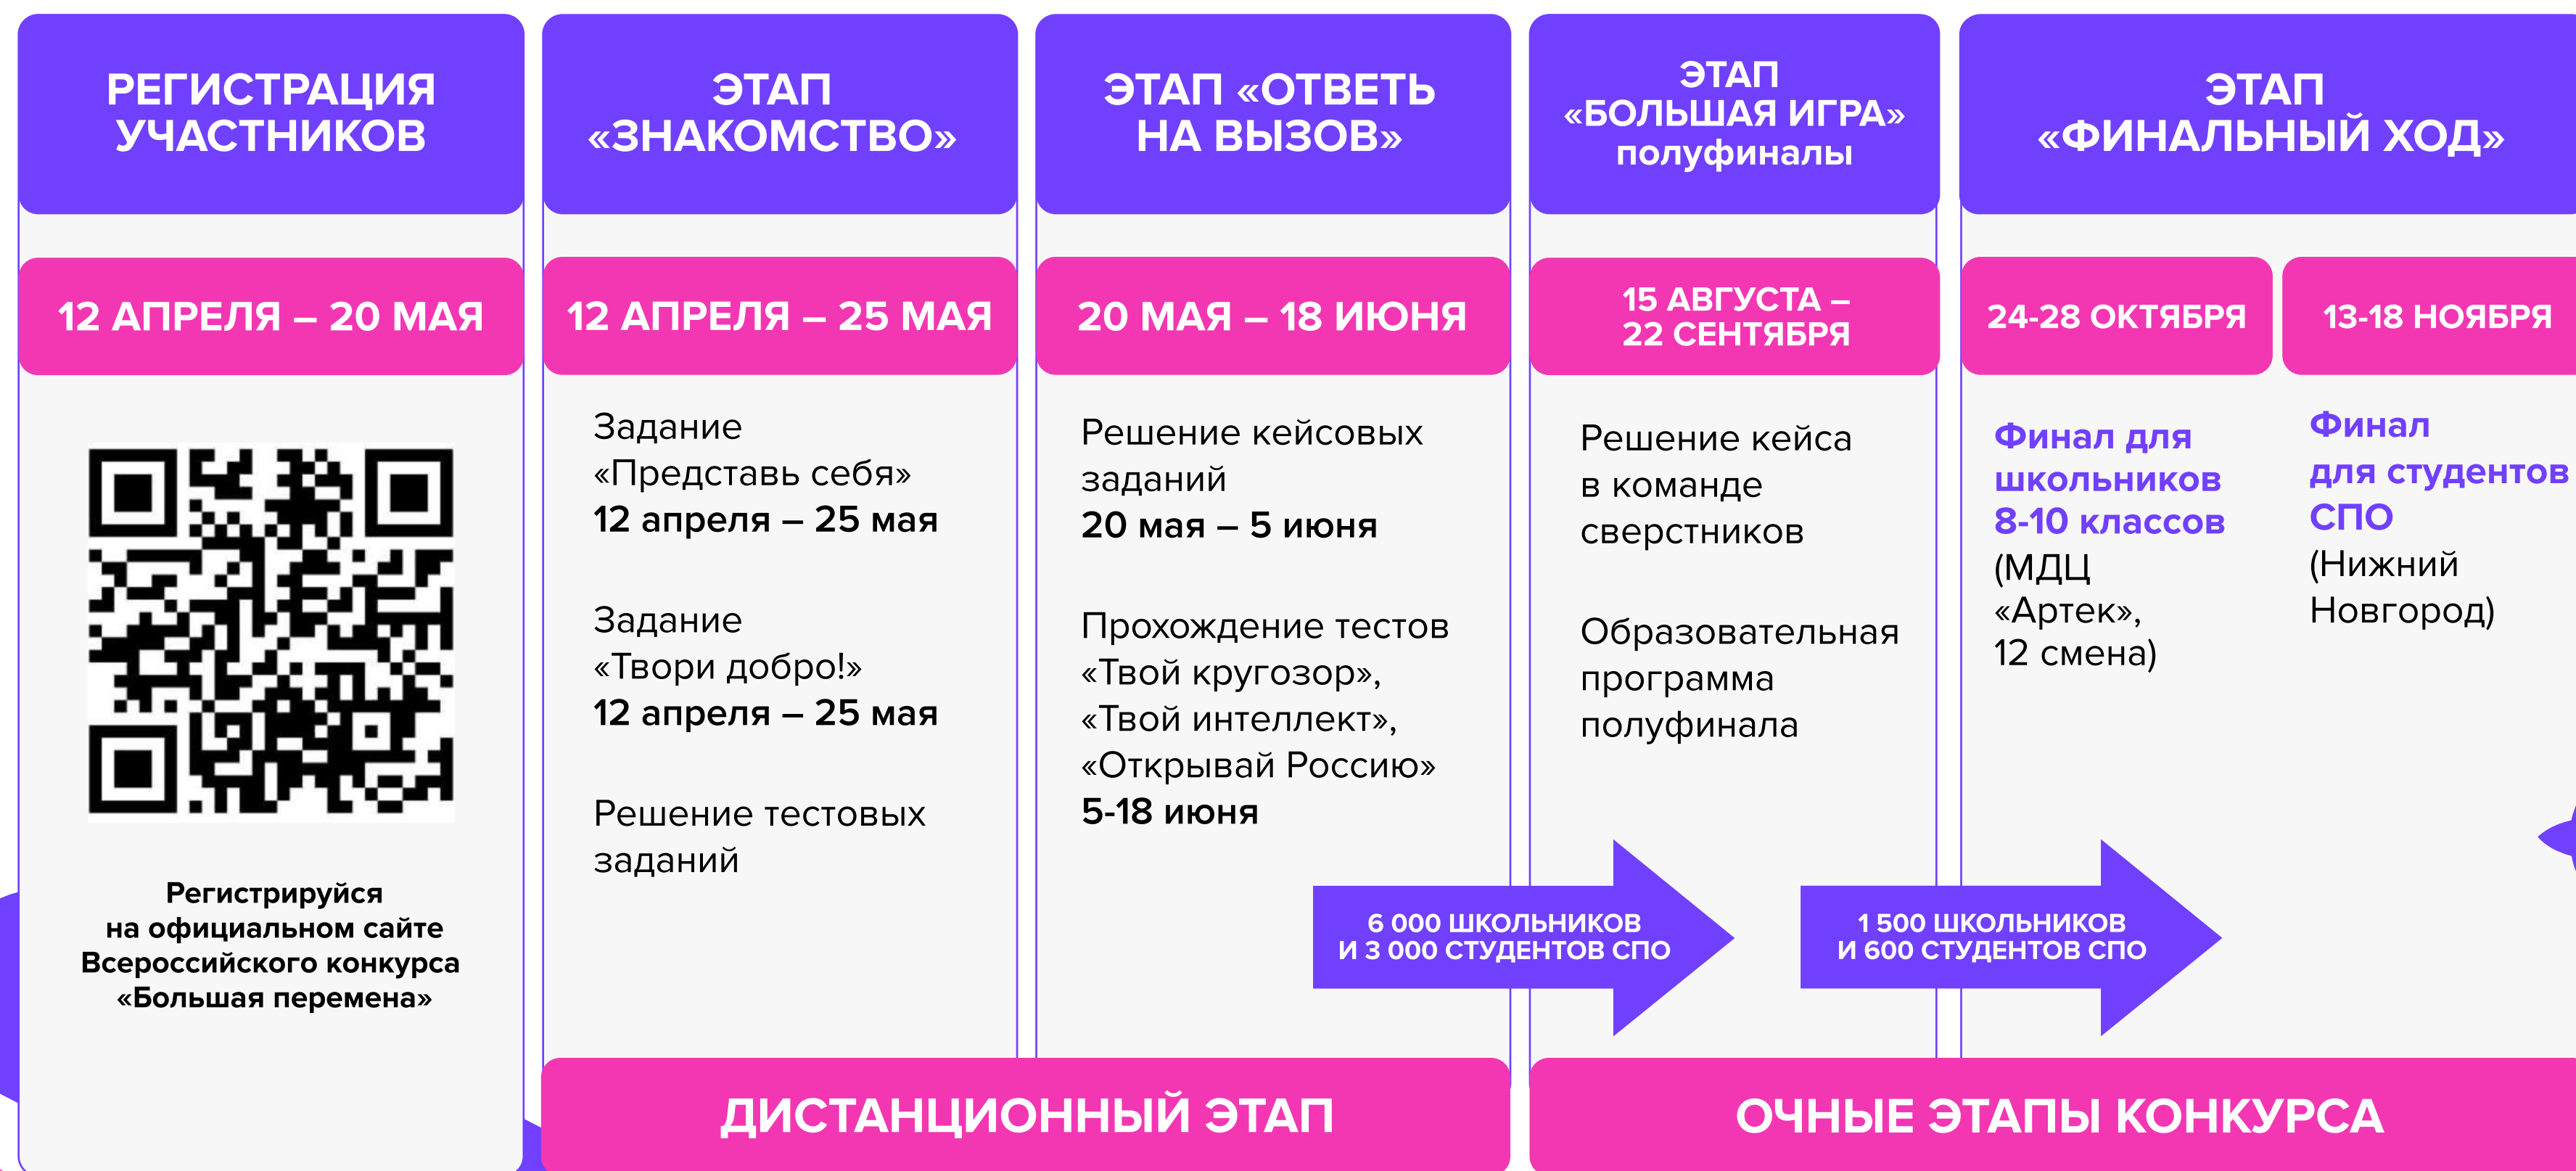 РЕГИСТРАЦИЯ
УЧАСТНИКОВ
12 АПРЕЛЯ – 20 МАЯ
Регистрируйся
на официальном сайте
Всероссийского конкурса
«Большая перемена»
ЭТАП
«ЗНАКОМСТВО»
12 АПРЕЛЯ – 25 МАЯ
Задание
«Представь себя»
12 апреля – 25 мая
Задание
«Твори добро!»
12 апреля – 25 мая
Решение тестовых
заданий
ЭТАП «ОТВЕТЬ
НА ВЫЗОВ»
20 МАЯ – 18 ИЮНЯ
Решение кейсовых
заданий
20 мая – 5 июня
Прохождение тестов
«Твой кругозор»,
«Твой интеллект»,
«Открывай Россию»
5-18 июня
6 000 ШКОЛЬНИКОВ
И 3 000 СТУДЕНТОВ СПО
ДИСТАНЦИОННЫЙ ЭТАП
ЭТАП
«БОЛЬШАЯ ИГРА»
полуфиналы
15 АВГУСТА –
22 СЕНТЯБРЯ
Решение кейса
в команде
сверстников
Образовательная
программа
полуфинала
1 500 ШКОЛЬНИКОВ
И 600 СТУДЕНТОВ СПО
ЭТАП
«ФИНАЛЬНЫЙ ХОД»
24-28 ОКТЯБРЯ
Финал для
школьников
8-10 классов
(МДЦ
«Артек»,
12 смена)
13-18 НОЯБРЯ
Финал
для студентов
СПО
(Нижний
Новгород)
ОЧНЫЕ ЭТАПЫ КОНКУРСА